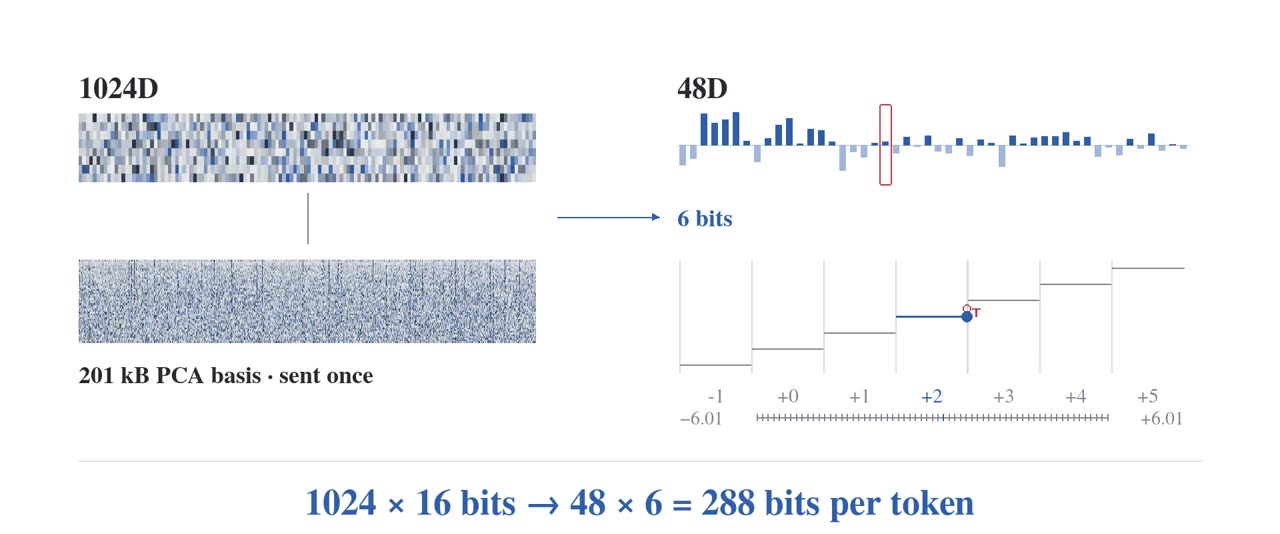 1024D
48D
6 bits
T
201 kB PCA basis · sent once
-1 +0 +1 +2 +3 +4 +5
−6.01 +6.01
1024 × 16 bits → 48 × 6 = 288 bits per token